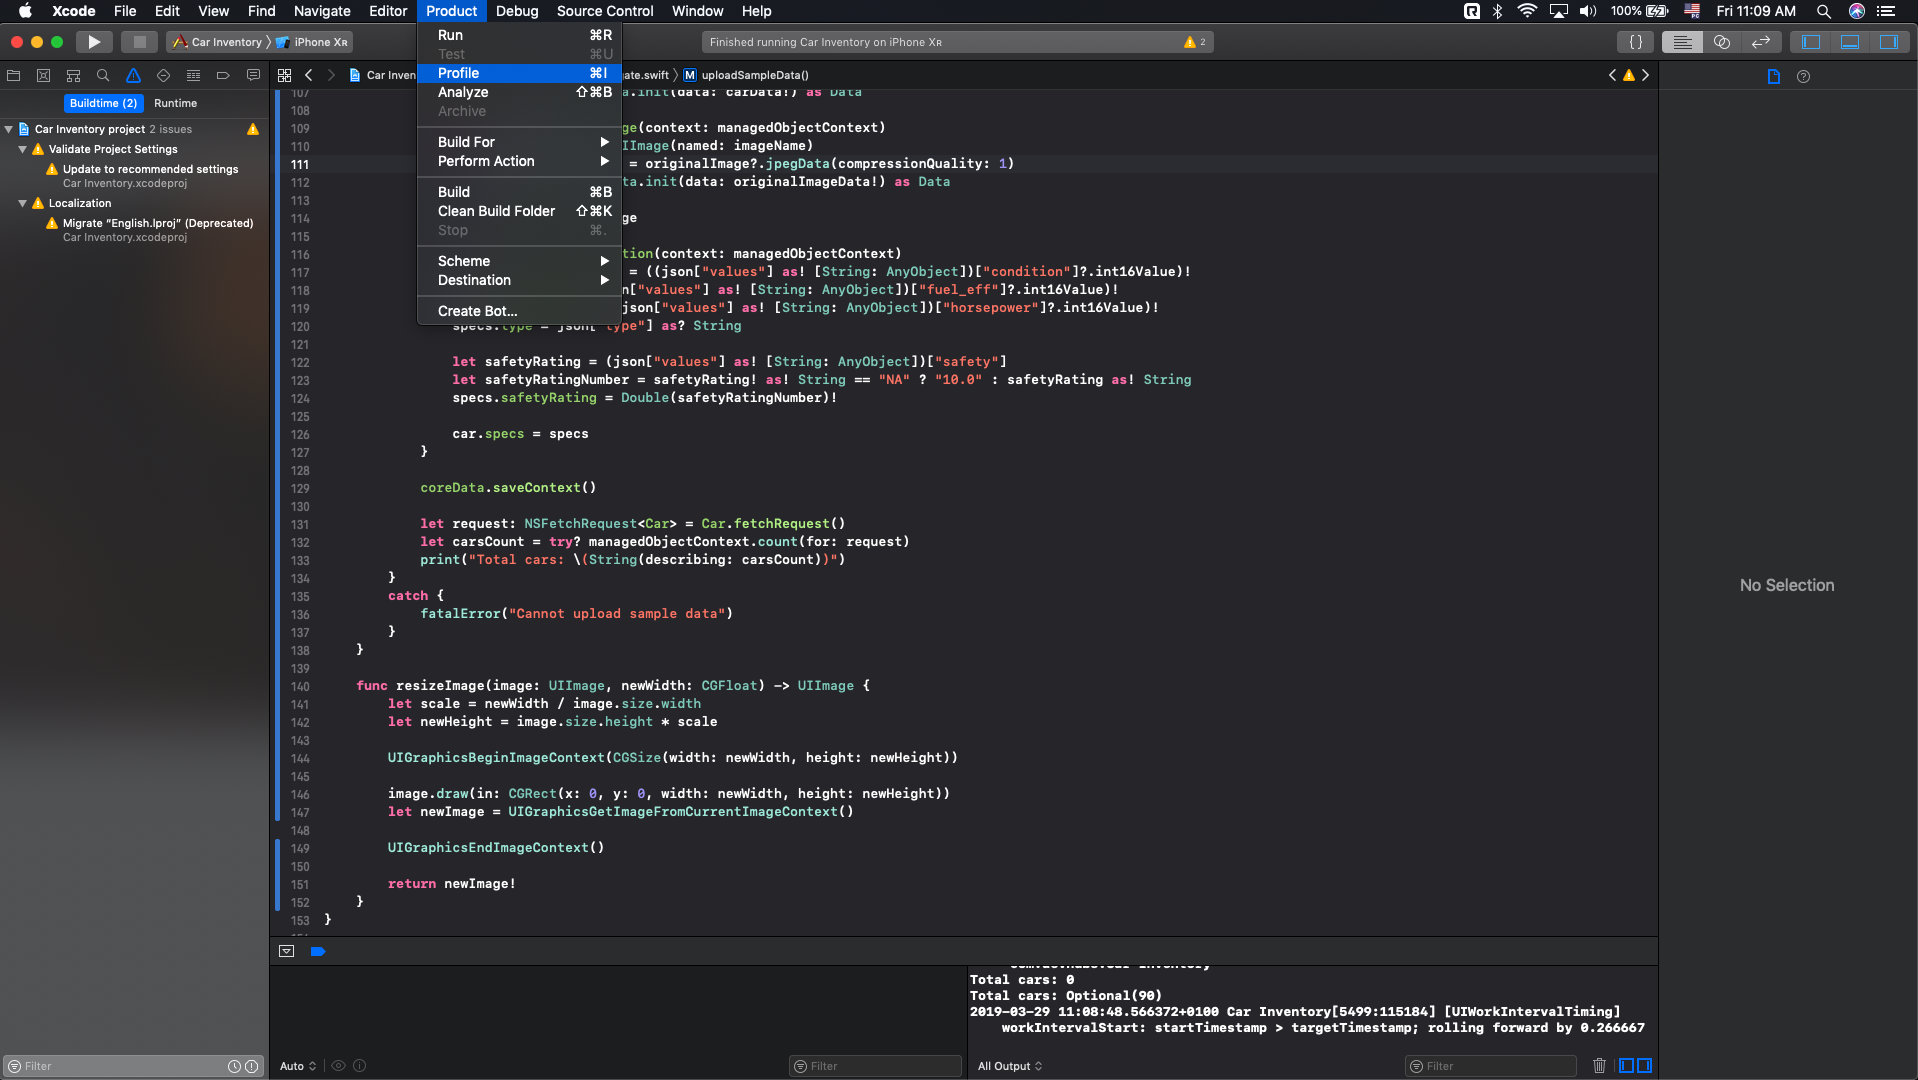 Xcode File Edit View Find Navigate Editor Product Debug Source Control Window Help 100% Fri 11:09 AM
Car Inventory iPhone XR Finished running Car Inventory on iPhone XR 2 {}
Car Inven gate.swift M uploadSampleData()
Buildtime (2) Runtime
Car Inventory project 2 issues
Validate Project Settings
Update to recommended settings
Car Inventory.xcodeproj
Localization
Migrate “English.lproj” (Deprecated)
Car Inventory.xcodeproj
Filter
Run ⌘R
Test ⌘U
Profile ⌘I
Analyze ⇧⌘B
Archive
Build For
Perform Action
Build ⌘B
Clean Build Folder ⇧⌘K
Stop ⌘.
Scheme
Destination
Create Bot...
107 a.init(data: carData!) as Data
108
109 ge(context: managedObjectContext)
110 UIImage(named: imageName)
111 = originalImage?.jpegData(compressionQuality: 1)
112 ta.init(data: originalImageData!) as Data
113
114 ge
115
116 tion(context: managedObjectContext)
117 = ((json["values"] as! [String: AnyObject])["condition"]?.int16Value)!
118 n["values"] as! [String: AnyObject])["fuel_eff"]?.int16Value)!
119 json["values"] as! [String: AnyObject])["horsepower"]?.int16Value)!
120 specs.type = json["type"] as? String
121
122 let safetyRating = (json["values"] as! [String: AnyObject])["safety"]
123 let safetyRatingNumber = safetyRating! as! String == "NA" ? "10.0" : safetyRating as! String
124 specs.safetyRating = Double(safetyRatingNumber)!
125
126 car.specs = specs
127 }
128
129 coreData.saveContext()
130
131 let request: NSFetchRequest<Car> = Car.fetchRequest()
132 let carsCount = try? managedObjectContext.count(for: request)
133 print("Total cars: \(String(describing: carsCount))")
134 }
135 catch {
136 fatalError("Cannot upload sample data")
137 }
138 }
139
140 func resizeImage(image: UIImage, newWidth: CGFloat) -> UIImage {
141 let scale = newWidth / image.size.width
142 let newHeight = image.size.height * scale
143
144 UIGraphicsBeginImageContext(CGSize(width: newWidth, height: newHeight))
145
146 image.draw(in: CGRect(x: 0, y: 0, width: newWidth, height: newHeight))
147 let newImage = UIGraphicsGetImageFromCurrentImageContext()
148
149 UIGraphicsEndImageContext()
150
151 return newImage!
152 }
153 }
No Selection
Total cars: 0
Total cars: Optional(90)
2019-03-29 11:08:48.566372+0100 Car Inventory[5499:115184] [UIWorkIntervalTiming]
workIntervalStart: startTimestamp > targetTimestamp; rolling forward by 0.266667
Auto Filter All Output Filter